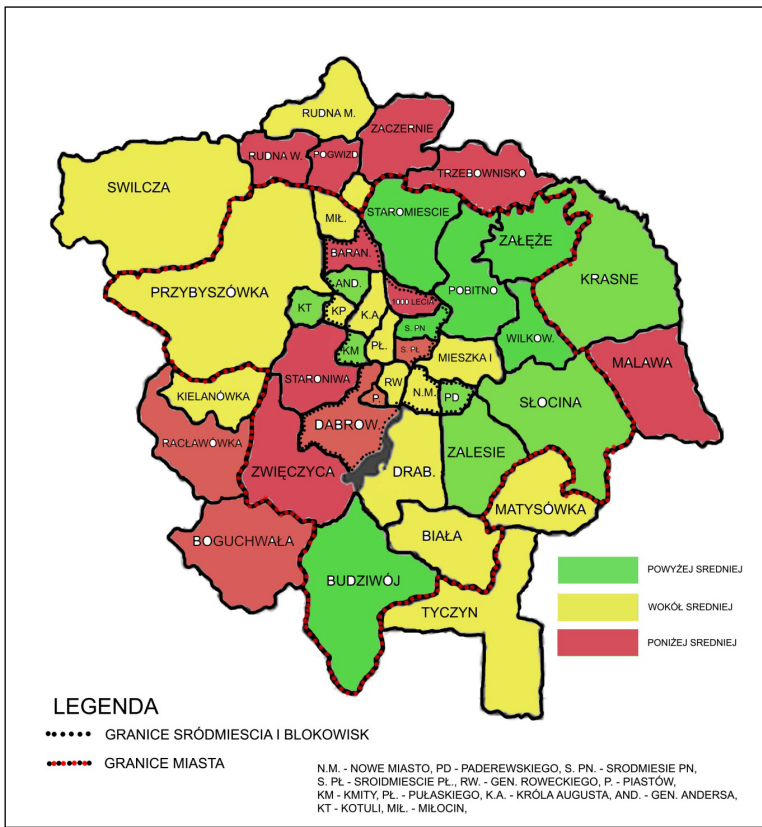 RUDNA M.
ZACZERNIE
RUDNA W.
POGWIZD
TRZEBOWNISKO
SWILCZA
MIŁ.
STAROMIESCIE
ZAŁĘŻE
BARAN.
KRASNE
PRZYBYSZÓWKA
AND.
POBITNO
KT
KP
K.A
1000 LECIA
S. PN
WILKOW.
KM
PŁ.
S. PŁ
MIESZKA I
MALAWA
STARONIWA
RW
KIELANÓWKA
P.
N.M.
PD
SŁOCINA
DABROW.
RACŁAWÓWKA
ZALESIE
ZWIĘCZYCA
DRAB.
MATYSÓWKA
BOGUCHWAŁA
BIAŁA
BUDZIWÓJ
TYCZYN
POWYŻEJ SREDNIEJ
WOKÓŁ SREDNIEJ
PONIŻEJ SREDNIEJ
LEGENDA
GRANICE SRÓDMIESCIA I BLOKOWISK
GRANICE MIASTA
N.M. - NOWE MIASTO, PD - PADEREWSKIEGO, S. PN. - SRODMIESIE PN,
S. PŁ - SROIDMIESCIE PŁ., RW. - GEN. ROWECKIEGO, P. - PIASTÓW,
KM - KMITY, PŁ. - PUŁASKIEGO, K.A. - KRÓLA AUGUSTA, AND. - GEN. ANDERSA,
KT - KOTULI, MIŁ. - MIŁOCIN,